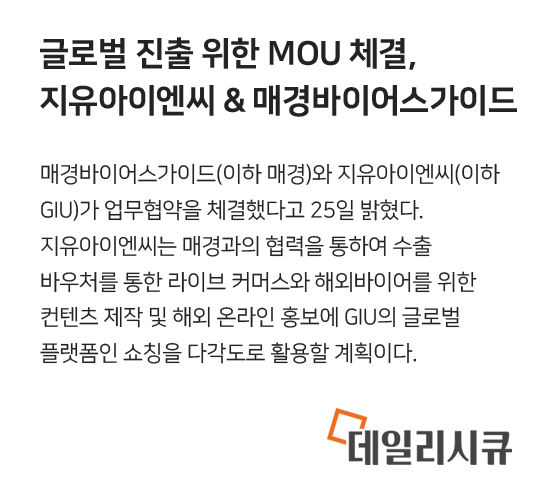 글로벌 진출 위한 MOU 체결,
지유아이엔씨 & 매경바이어스가이드
매경바이어스가이드(이하 매경)와 지유아이엔씨(이하
GIU)가 업무협약을 체결했다고 25일 밝혔다.
지유아이엔씨는 매경과의 협력을 통하여 수출
바우처를 통한 라이브 커머스와 해외바이어를 위한
컨텐츠 제작 및 해외 온라인 홍보에 GIU의 글로벌
플랫폼인 쇼칭을 다각도로 활용할 계획이다.
데일리시큐